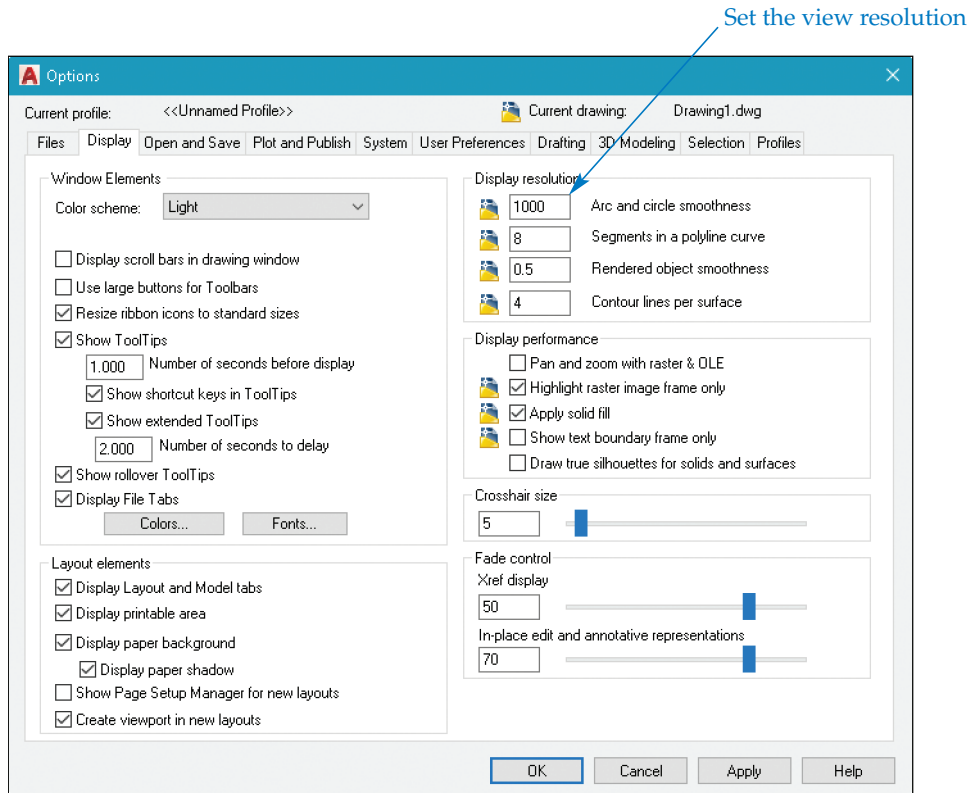 Set the view resolution
A Options
Current profile: <<Unnamed Profile>> Current drawing: Drawing1.dwg
Files Display Open and Save Plot and Publish System User Preferences Drafting 3D Modeling Selection Profiles
Window Elements
Color scheme: Light
Display scroll bars in drawing window
Use large buttons for Toolbars
Resize ribbon icons to standard sizes
Show ToolTips
1.000 Number of seconds before display
Show shortcut keys in ToolTips
Show extended ToolTips
2.000 Number of seconds to delay
Show rollover ToolTips
Display File Tabs
Colors... Fonts...
Layout elements
Display Layout and Model tabs
Display printable area
Display paper background
Display paper shadow
Show Page Setup Manager for new layouts
Create viewport in new layouts
Display resolution
1000 Arc and circle smoothness
8 Segments in a polyline curve
0.5 Rendered object smoothness
4 Contour lines per surface
Display performance
Pan and zoom with raster & OLE
Highlight raster image frame only
Apply solid fill
Show text boundary frame only
Draw true silhouettes for solids and surfaces
Crosshair size
5
Fade control
Xref display
50
In-place edit and annotative representations
70
OK Cancel Apply Help